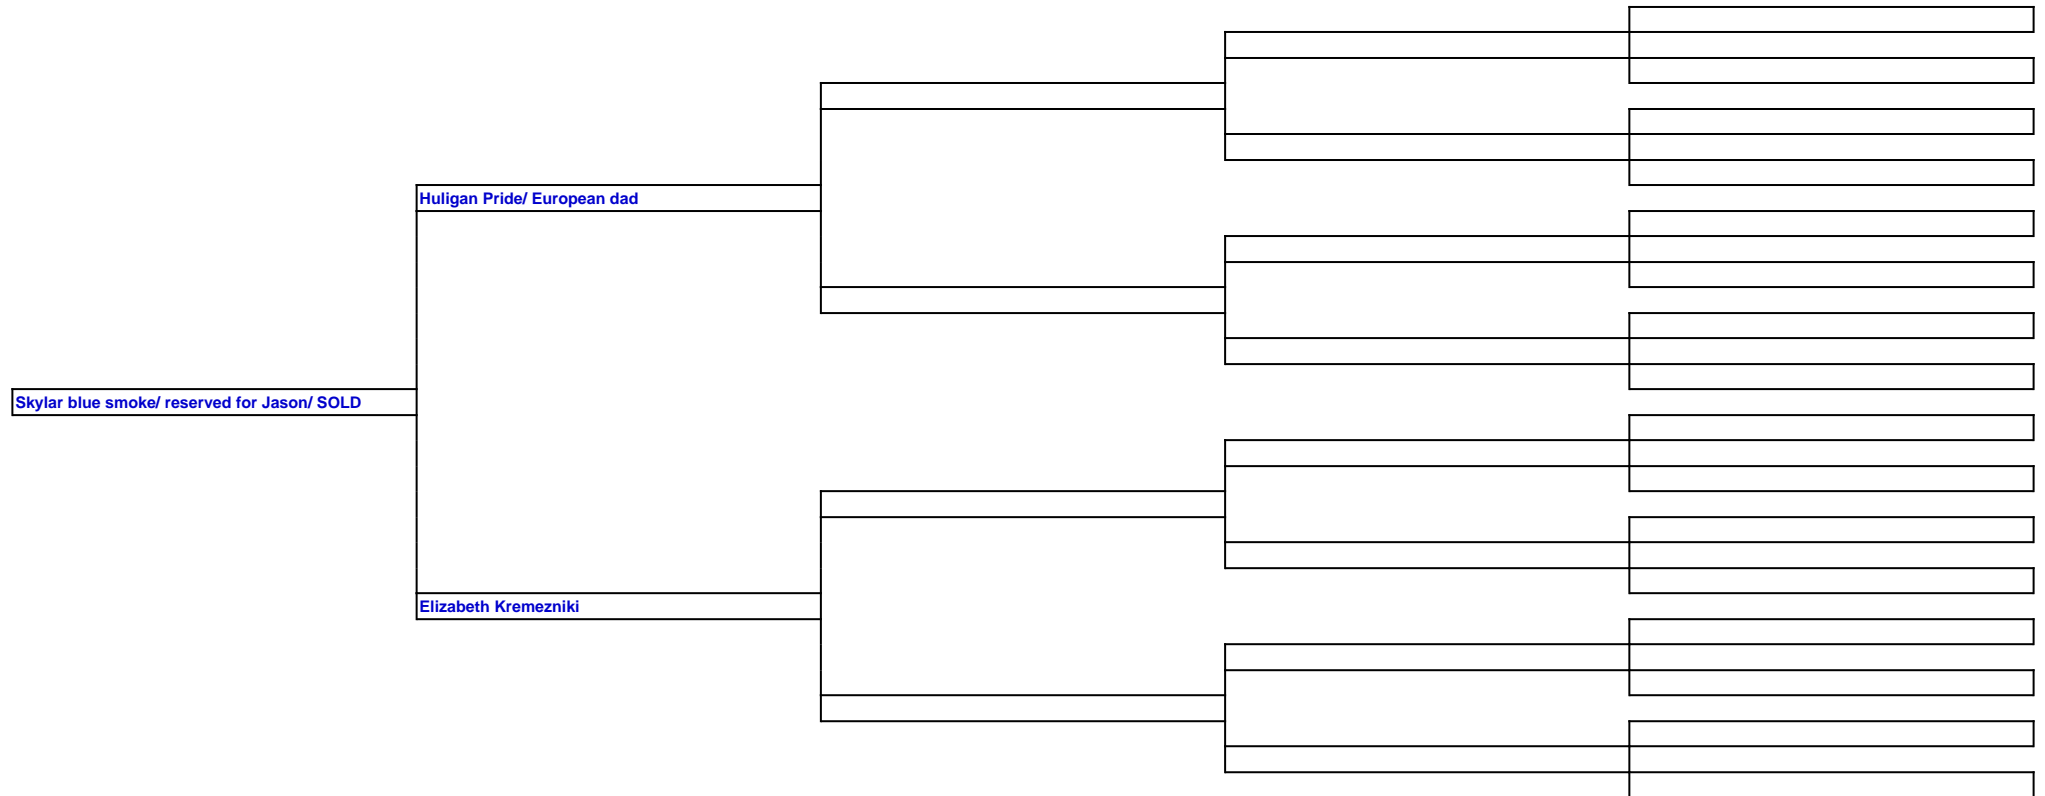 Huligan Pride/ European dad
Skylar blue smoke/ reserved for Jason/ SOLD
Elizabeth Kremezniki